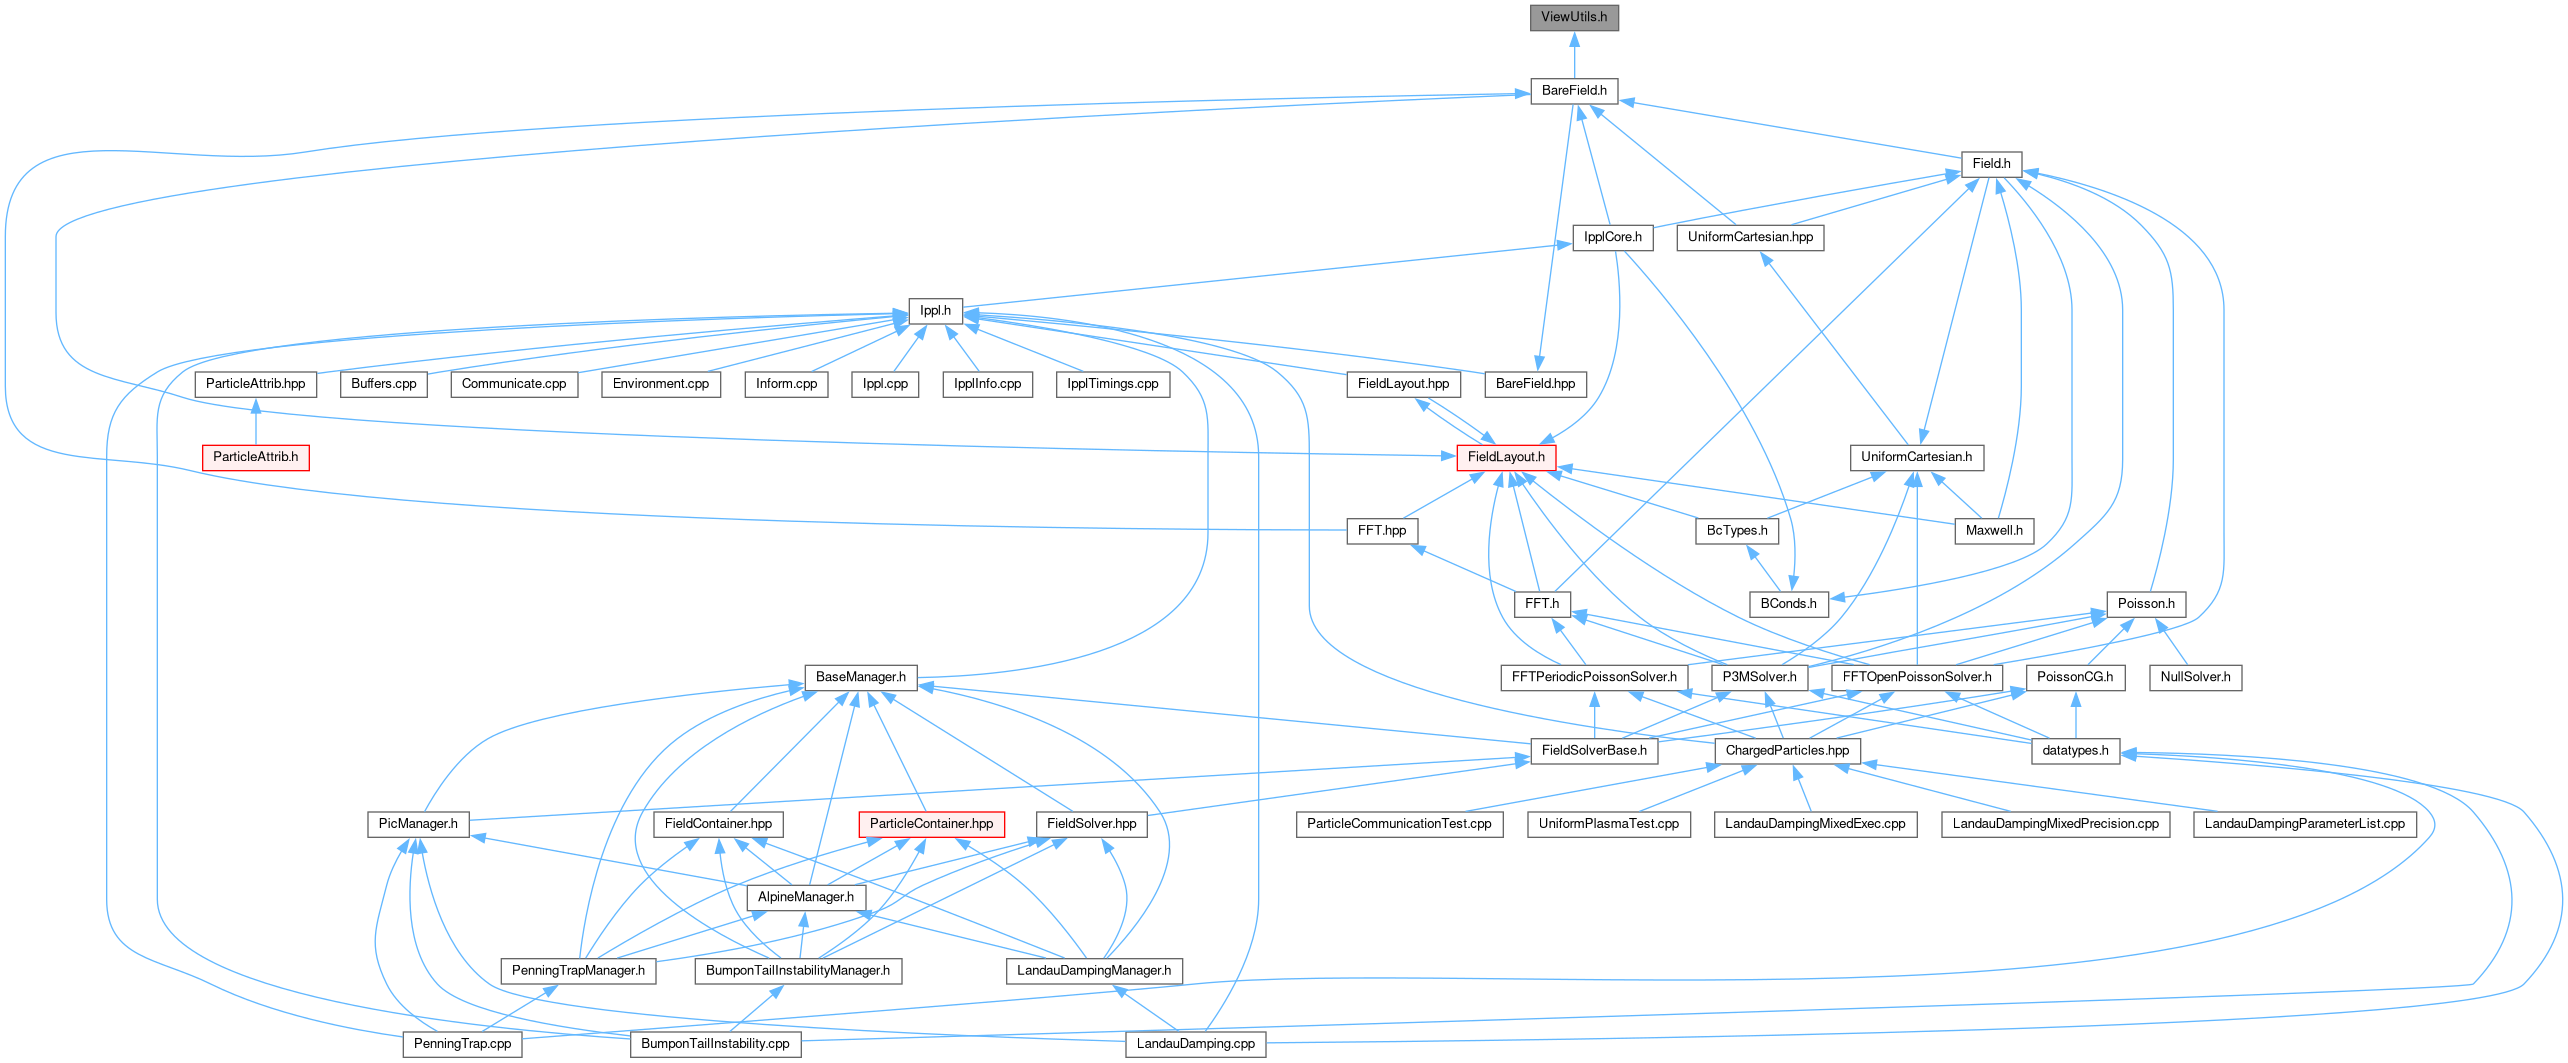 ViewUtils.h
BareField.h
Field.h
IpplCore.h
UniformCartesian.hpp
Ippl.h
ParticleAttrib.hpp
Buffers.cpp
Communicate.cpp
Environment.cpp
Inform.cpp
Ippl.cpp
IpplInfo.cpp
IpplTimings.cpp
FieldLayout.hpp
BareField.hpp
ParticleAttrib.h
FieldLayout.h
UniformCartesian.h
FFT.hpp
BcTypes.h
Maxwell.h
FFT.h
BConds.h
Poisson.h
BaseManager.h
FFTPeriodicPoissonSolver.h
P3MSolver.h
FFTOpenPoissonSolver.h
PoissonCG.h
NullSolver.h
FieldSolverBase.h
ChargedParticles.hpp
datatypes.h
PicManager.h
FieldContainer.hpp
ParticleContainer.hpp
FieldSolver.hpp
ParticleCommunicationTest.cpp
UniformPlasmaTest.cpp
LandauDampingMixedExec.cpp
LandauDampingMixedPrecision.cpp
LandauDampingParameterList.cpp
AlpineManager.h
PenningTrapManager.h
BumponTailInstabilityManager.h
LandauDampingManager.h
PenningTrap.cpp
BumponTailInstability.cpp
LandauDamping.cpp